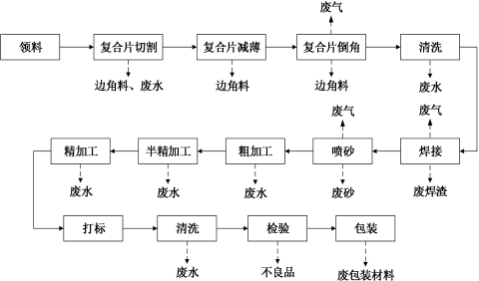 废气
领料 复合片切割 复合片减薄 复合片倒角 清洗
边角料、废水 边角料 边角料 废水
废气 废气
精加工 半精加工 粗加工 喷砂 焊接
废水 废水 废水 废砂 废焊渣
打标 清洗 检验 包装
废水 不良品 废包装材料